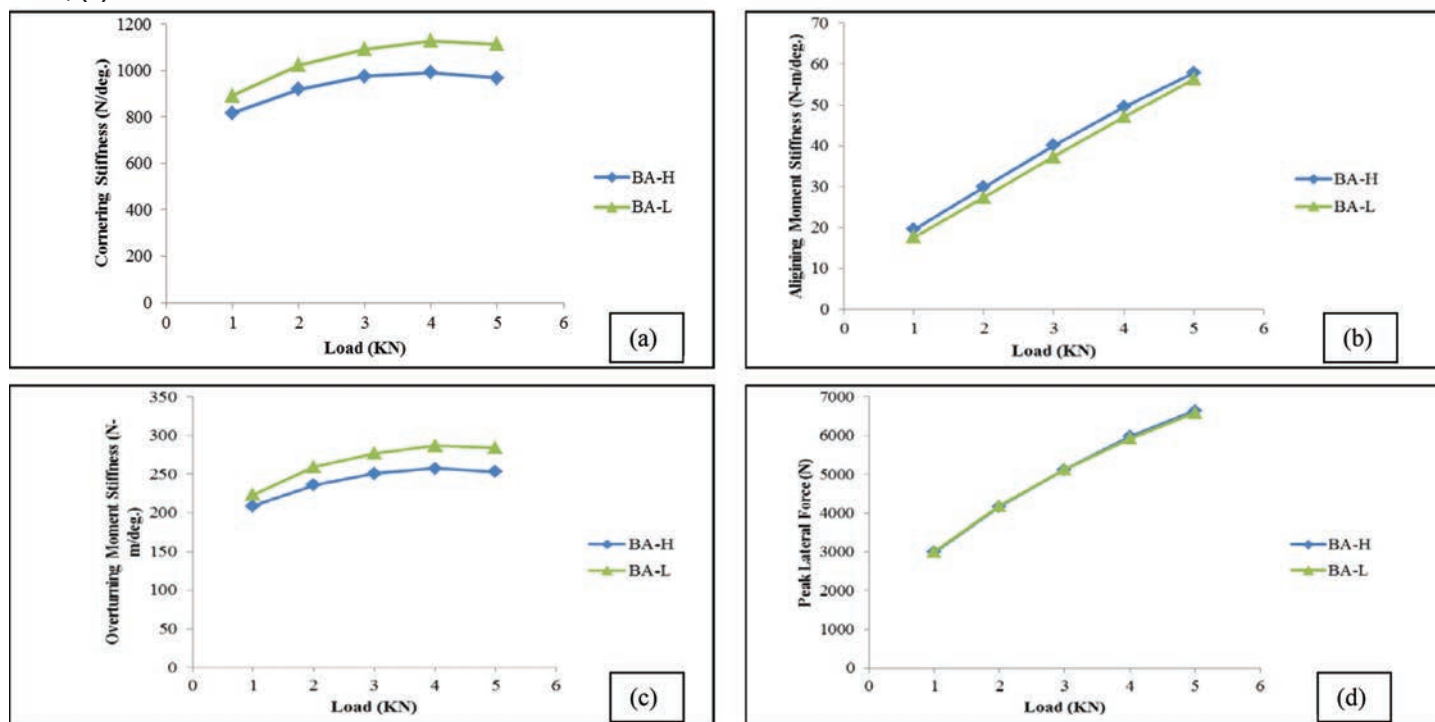 1200
1000
800
600
400
200
0
0 1 2 3 4 5 6
Cornering Stiffness (N/deg.)
Load (KN)
BA-H
BA-L
(a)
70
60
50
40
30
20
10
0
0 1 2 3 4 5 6
Aligining Moment Stiffness (N-m/deg.)
Load (KN)
BA-H
BA-L
(b)
350
300
250
200
150
100
50
0
0 1 2 3 4 5 6
Overturning Moment Stiffness (N-
m/deg.)
Load (KN)
BA-H
BA-L
(c)
7000
6000
5000
4000
3000
2000
1000
0
0 1 2 3 4 5 6
Peak Lateral Force (N)
Load (KN)
BA-H
BA-L
(d)